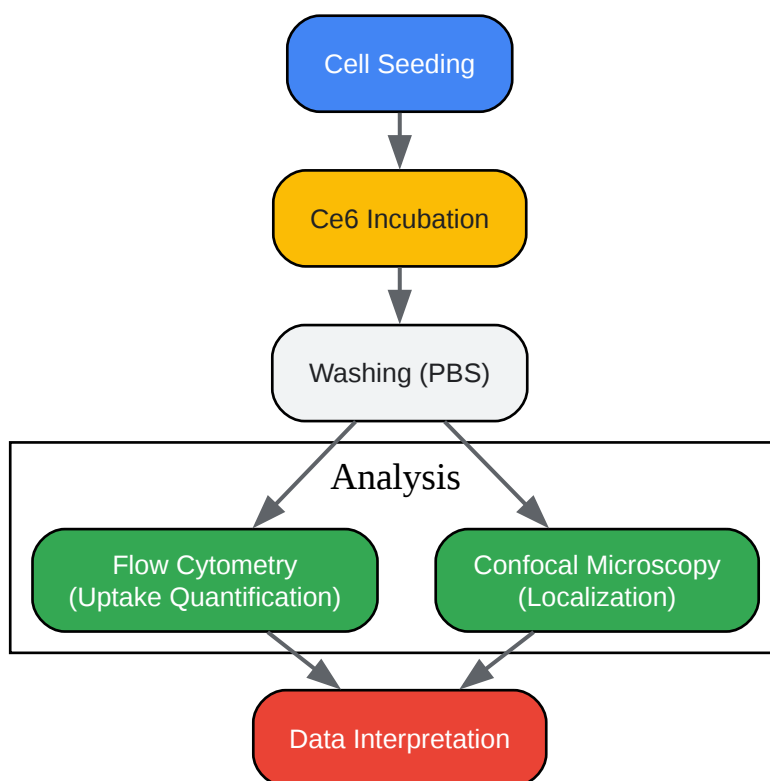 Cell Seeding
Ce6 Incubation
Washing (PBS)
Analysis
Flow Cytometry
(Uptake Quantification)
Confocal Microscopy
(Localization)
Data Interpretation